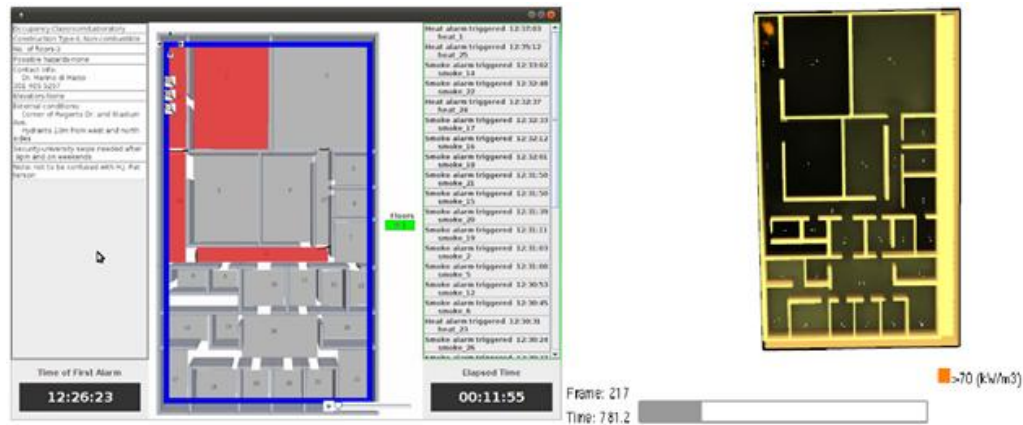 Occupancy-Classroom/Laboratory
Construction Type-II, Non-combustible
No. of floors-2
Possible hazards-none
Contact info:
Dr. Marino di Marzo
301 405 5257
Elevators-None
External conditions:
Corner of Regents Dr. and Stadium
Ave.
Hydrants 10m from west and north
sides
Security-university swipe needed after
and on weekends
Note: not to be confused with HJ. Pat
terson
Time of First Alarm
12:26:23
Floors
Heat alarm triggered 12:37:03
heat_1
Heat alarm triggered 12:35:12
heat_25
Smoke alarm triggered 12:33:02
smoke_14
Smoke alarm triggered 12:32:48
smoke_22
Heat alarm triggered 12:32:37
heat_24
Smoke alarm triggered 12:32:33
smoke_17
Smoke alarm triggered 12:32:12
smoke_16
Smoke alarm triggered 12:32:01
smoke_18
Smoke alarm triggered 12:31:50
smoke_21
Smoke alarm triggered 12:31:50
smoke_15
Smoke alarm triggered 12:31:39
smoke_20
Smoke alarm triggered 12:31:11
smoke_19
Smoke alarm triggered 12:31:03
smoke_2
Smoke alarm triggered 12:31:00
smoke_5
Smoke alarm triggered 12:30:53
smoke_12
Smoke alarm triggered 12:30:45
smoke_6
Heat alarm triggered 12:30:31
heat_23
Smoke alarm triggered 12:30:24
smoke_26
Elapsed Time
00:11:55
>70 (kW/m3)
Frame: 217
Time: 781.2